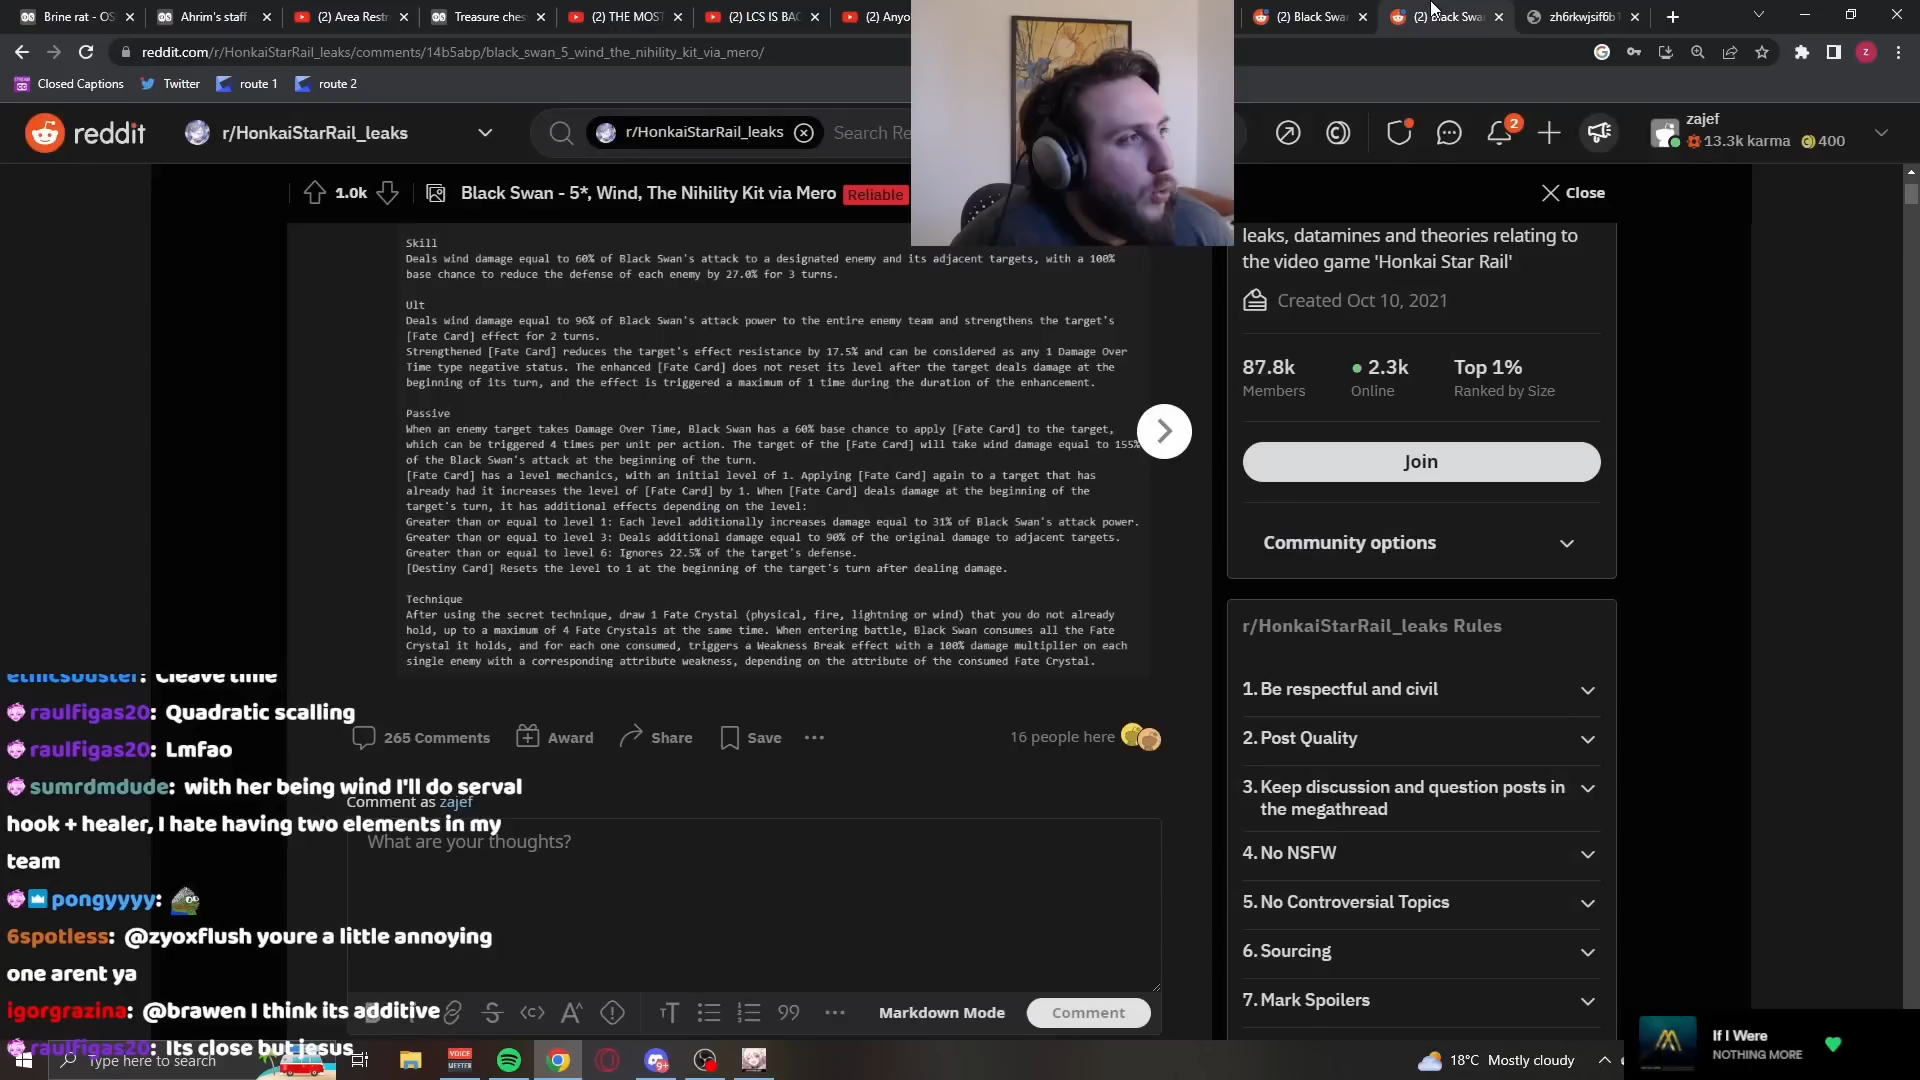 Brine rat - OS
Ahrim's staff
(2) Area Restr
Treasure ches
(2) THE MOST
(2) LCS IS BAC
(2) Anyo
(2) Black Swa
(2) Black Swa
zh6rkwjsif6b1
reddit.com/r/HonkaiStarRail_leaks/comments/14b5abp/black_swan_5_wind_the_nihility_kit_via_mero/
Closed Captions
Twitter
route 1
route 2
reddit
r/HonkaiStarRail_leaks
r/HonkaiStarRail_leaks
Search Re
2
zajef
13.3k karma
400
1.0k
Black Swan - 5*, Wind, The Nihility Kit via Mero
Reliable
Close
Skill
Deals wind damage equal to 60% of Black Swan's attack to a designated enemy and its adjacent targets, with a 100%
base chance to reduce the defense of each enemy by 27.0% for 3 turns.
Ult
Deals wind damage equal to 96% of Black Swan's attack power to the entire enemy team and strengthens the target's
[Fate Card] effect for 2 turns.
Strengthened [Fate Card] reduces the target's effect resistance by 17.5% and can be considered as any 1 Damage Over
Time type negative status. The enhanced [Fate Card] does not reset its level after the target deals damage at the
beginning of its turn, and the effect is triggered a maximum of 1 time during the duration of the enhancement.
Passive
When an enemy target takes Damage Over Time, Black Swan has a 60% base chance to apply [Fate Card] to the target,
which can be triggered 4 times per unit per action. The target of the [Fate Card] will take wind damage equal to 155%
of the Black Swan's attack at the beginning of the turn.
[Fate Card] has a level mechanics, with an initial level of 1. Applying [Fate Card] again to a target that has
already had it increases the level of [Fate Card] by 1. When [Fate Card] deals damage at the beginning of the
target's turn, it has additional effects depending on the level:
Greater than or equal to level 1: Each level additionally increases damage equal to 31% of Black Swan's attack power.
Greater than or equal to level 3: Deals additional damage equal to 90% of the original damage to adjacent targets.
Greater than or equal to level 6: Ignores 22.5% of the target's defense.
[Destiny Card] Resets the level to 1 at the beginning of the target's turn after dealing damage.
Technique
After using the secret technique, draw 1 Fate Crystal (physical, fire, lightning or wind) that you do not already
hold, up to a maximum of 4 Fate Crystals at the same time. When entering battle, Black Swan consumes all the Fate
Crystal it holds, and for each one consumed, triggers a Weakness Break effect with a 100% damage multiplier on each
single enemy with a corresponding attribute weakness, depending on the attribute of the consumed Fate Crystal.
265 Comments
Award
Share
Save
16 people here
Comment as zajef
What are your thoughts?
Markdown Mode
Comment
leaks, datamines and theories relating to
the video game 'Honkai Star Rail'
Created Oct 10, 2021
87.8k
Members
2.3k
Online
Top 1%
Ranked by Size
Join
Community options
r/HonkaiStarRail_leaks Rules
1. Be respectful and civil
2. Post Quality
3. Keep discussion and question posts in
the megathread
4. No NSFW
5. No Controversial Topics
6. Sourcing
7. Mark Spoilers
ethicsbuster: Cleave time
raulfigas20: Quadratic scalling
raulfigas20: Lmfao
sumrdmdude: with her being wind I'll do serval
hook + healer, I hate having two elements in my
team
pongyyyy:
6spotless: @zyoxflush youre a little annoying
one arent ya
igorgrazina: @brawen I think its additive
raulfigas20: Its close but jesus
Type here to search
VOICE
MEETER
9+
18°C Mostly cloudy
If I Were
NOTHING MORE